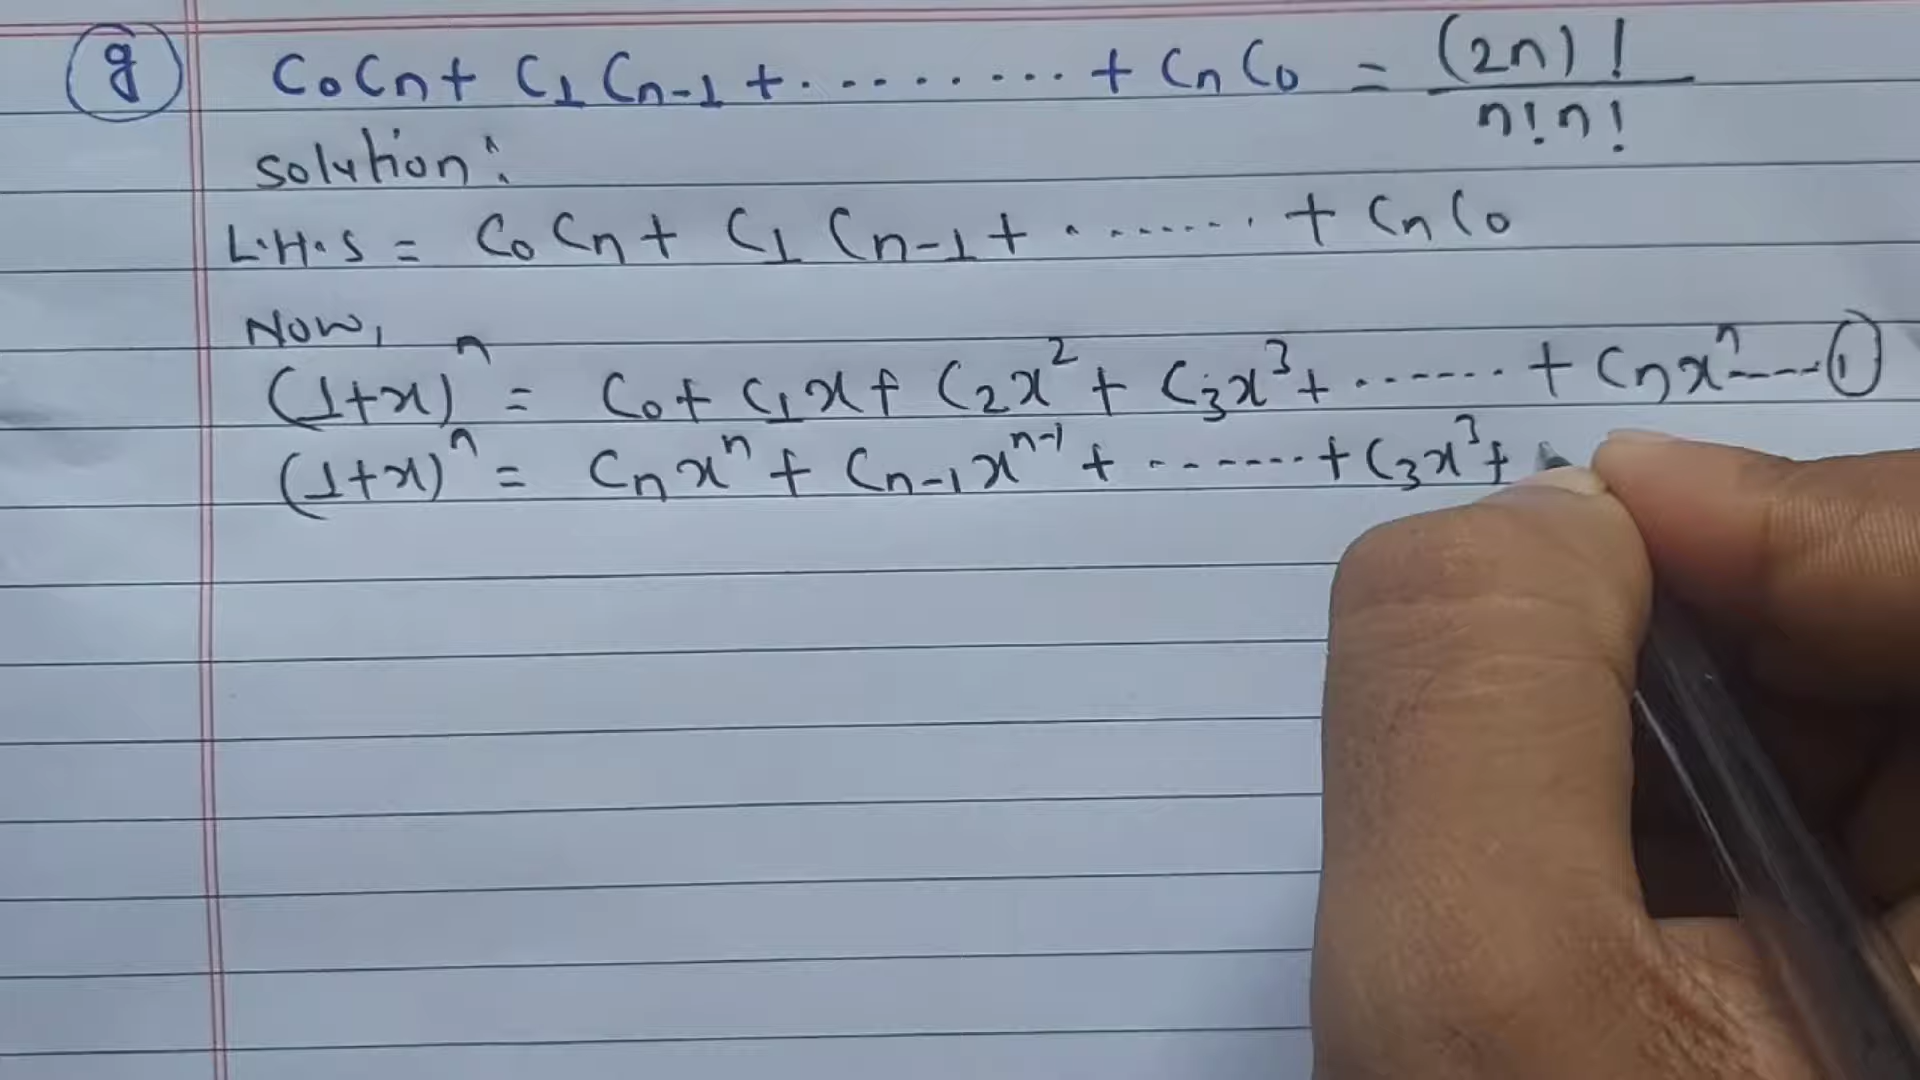 g C₀Cₙ + C₁Cₙ₋₁ + ......... + CₙC₀ = (2n)! / n!n!
Solution:
L.H.S = C₀Cₙ + C₁Cₙ₋₁ + ....... + CₙC₀
Now,
(1+x)ⁿ = C₀ + C₁x + C₂x² + C₃x³ + ...... + Cₙxⁿ ---- ①
(1+x)ⁿ = Cₙxⁿ + Cₙ₋₁xⁿ⁻¹ + ....... + C₃x³ +